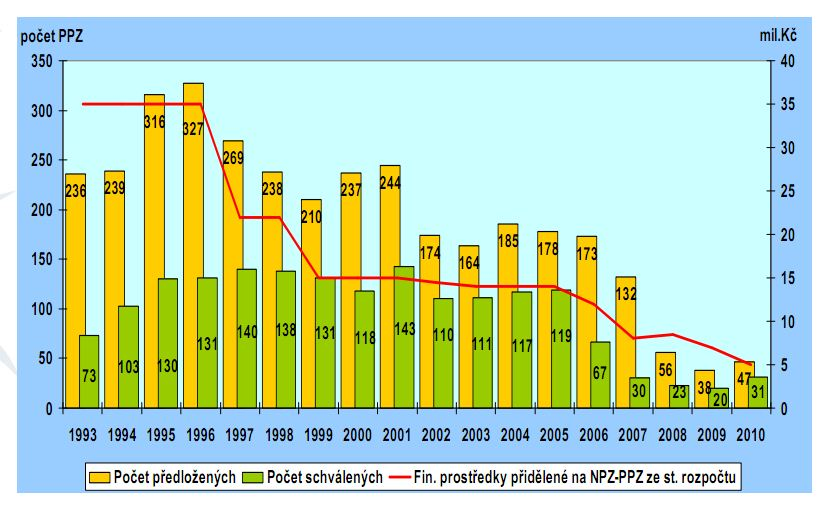 počet PPZ mil.Kč
350 40
300 35
250 30
200 25
150 20
100 15
50 10
0 5
0
236 239 316 327 269 238 210 237 244 174 164 185 178 173 132 56 38 47
73 103 130 131 140 138 131 118 143 110 111 117 119 67 30 23 20 31
1993 1994 1995 1996 1997 1998 1999 2000 2001 2002 2003 2004 2005 2006 2007 2008 2009 2010
Počet předložených Počet schválených Fin. prostředky přidělené na NPZ-PPZ ze st. rozpočtu